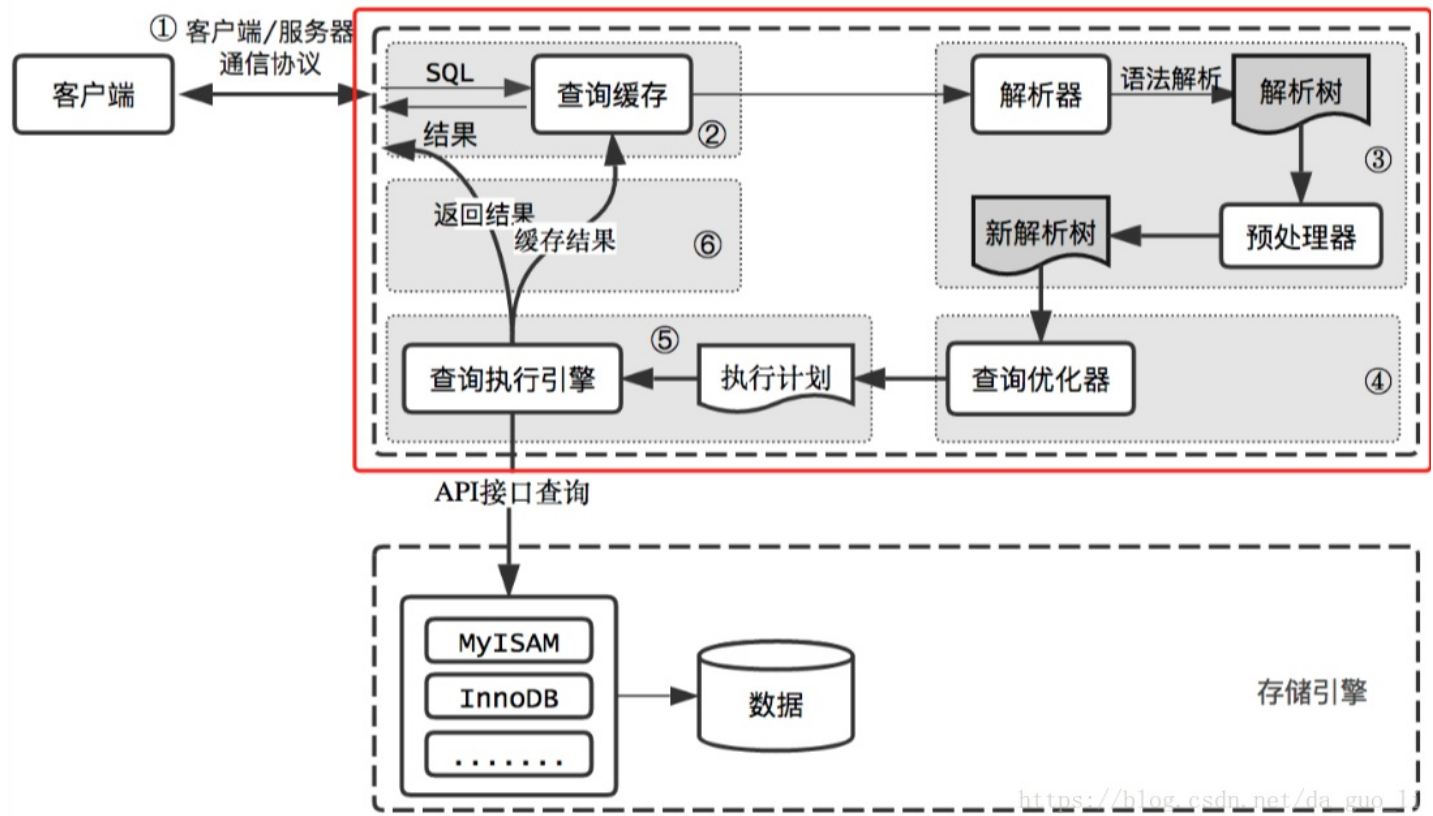 ① 客户端/服务器
通信协议
客户端
SQL
查询缓存
结果
②
解析器
语法解析
解析树
③
新解析树
预处理器
返回结果
缓存结果
⑥
⑤
查询执行引擎
执行计划
查询优化器
④
API接口查询
MyISAM
InnoDB
.......
数据
存储引擎
https://blog.csdn.net/da_guo_li